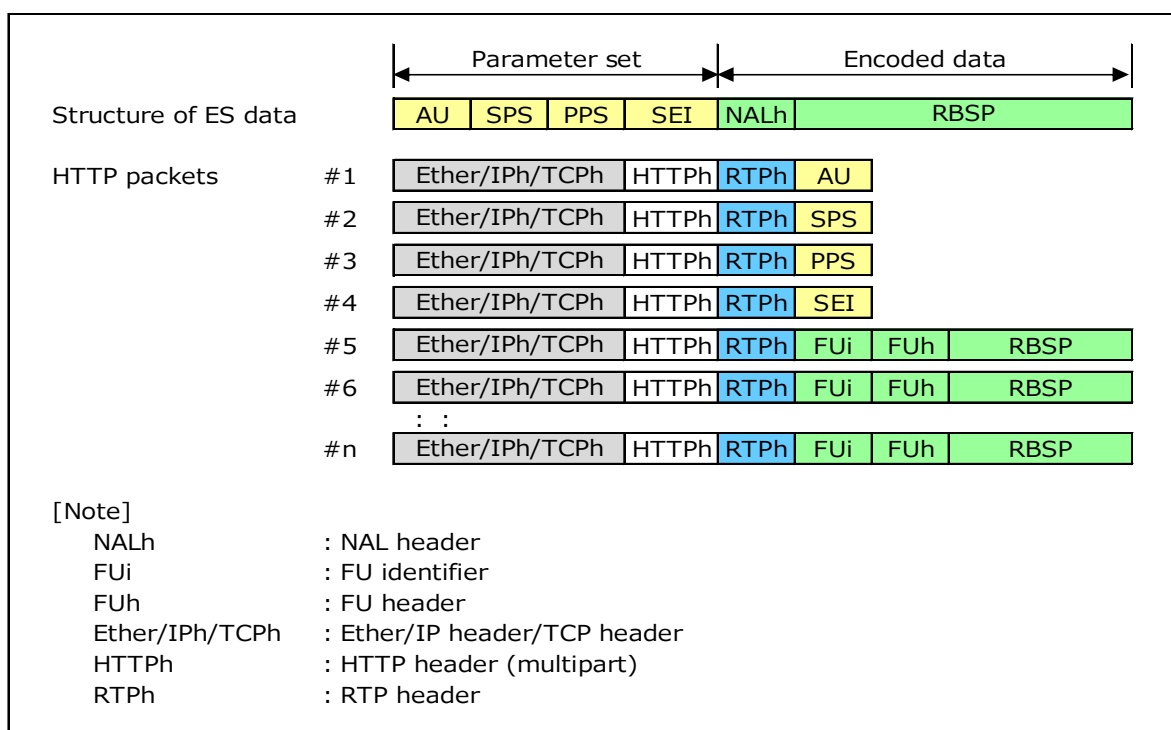 Parameter set Encoded data
Structure of ES data AU SPS PPS SEI NALh RBSP
HTTP packets #1 Ether/IPh/TCPh HTTPh RTPh AU
#2 Ether/IPh/TCPh HTTPh RTPh SPS
#3 Ether/IPh/TCPh HTTPh RTPh PPS
#4 Ether/IPh/TCPh HTTPh RTPh SEI
#5 Ether/IPh/TCPh HTTPh RTPh FUi FUh RBSP
#6 Ether/IPh/TCPh HTTPh RTPh FUi FUh RBSP
: :
#n Ether/IPh/TCPh HTTPh RTPh FUi FUh RBSP
[Note]
NALh : NAL header
FUi : FU identifier
FUh : FU header
Ether/IPh/TCPh : Ether/IP header/TCP header
HTTPh : HTTP header (multipart)
RTPh : RTP header